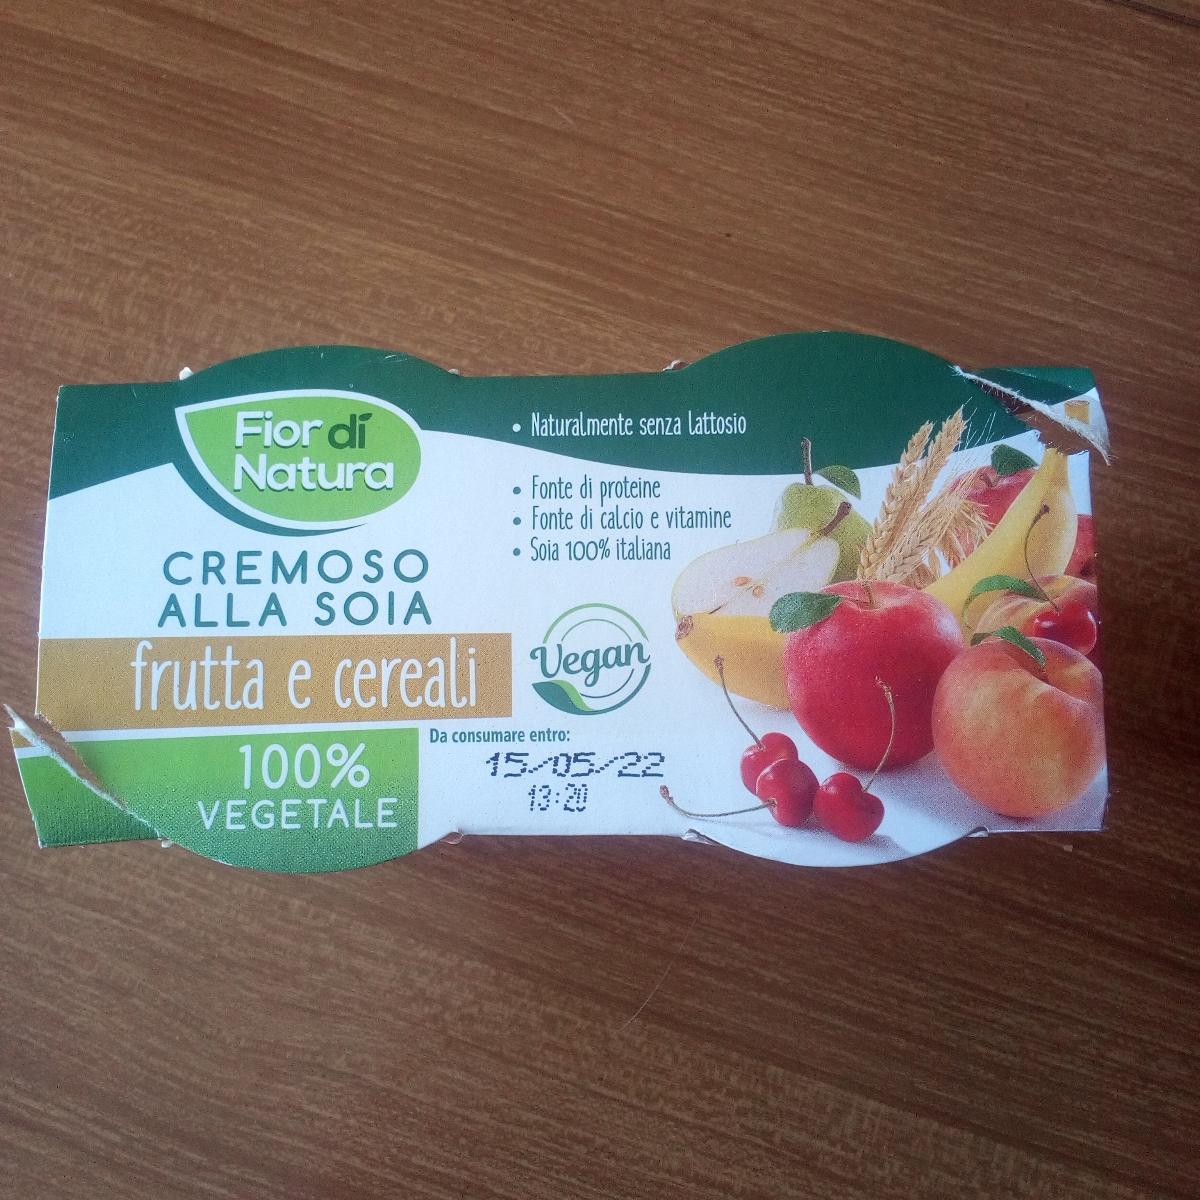 Fior di
Natura
CREMOSO
ALLA SOIA
frutta e cereali
100%
VEGETALE
• Naturalmente senza lattosio
• Fonte di proteine
• Fonte di calcio e vitamine
• Soia 100% italiana
Vegan
Da consumare entro:
15/05/22
13:20